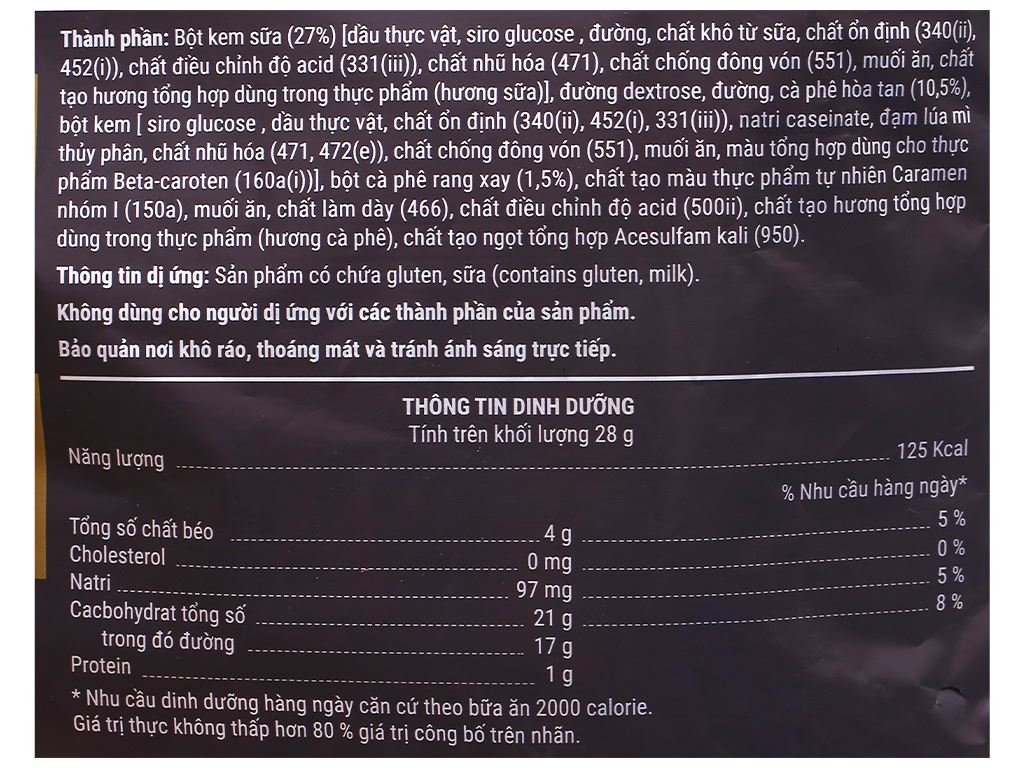 Thành phần: Bột kem sữa (27%) [dầu thực vật, siro glucose , đường, chất khô từ sữa, chất ổn định (340(ii),
452(i)), chất điều chỉnh độ acid (331(iii)), chất nhũ hóa (471), chất chống đông vón (551), muối ăn, chất
tạo hương tổng hợp dùng trong thực phẩm (hương sữa)], đường dextrose, đường, cà phê hòa tan (10,5%),
bột kem [ siro glucose , dầu thực vật, chất ổn định (340(ii), 452(i), 331(iii)), natri caseinate, đạm lúa mì
thủy phân, chất nhũ hóa (471, 472(e)), chất chống đông vón (551), muối ăn, màu tổng hợp dùng cho thực
phẩm Beta-caroten (160a(i))], bột cà phê rang xay (1,5%), chất tạo màu thực phẩm tự nhiên Caramen
nhóm I (150a), muối ăn, chất làm dày (466), chất điều chỉnh độ acid (500ii), chất tạo hương tổng hợp
dùng trong thực phẩm (hương cà phê), chất tạo ngọt tổng hợp Acesulfam kali (950).
Thông tin dị ứng: Sản phẩm có chứa gluten, sữa (contains gluten, milk).
Không dùng cho người dị ứng với các thành phần của sản phẩm.
Bảo quản nơi khô ráo, thoáng mát và tránh ánh sáng trực tiếp.
THÔNG TIN DINH DƯỠNG
Tính trên khối lượng 28 g
Năng lượng 125 Kcal
% Nhu cầu hàng ngày*
Tổng số chất béo 4 g 5 %
Cholesterol 0 mg 0 %
Natri 97 mg 5 %
Cacbohydrat tổng số 21 g 8 %
trong đó đường 17 g
Protein 1 g
* Nhu cầu dinh dưỡng hàng ngày căn cứ theo bữa ăn 2000 calorie.
Giá trị thực không thấp hơn 80 % giá trị công bố trên nhãn.